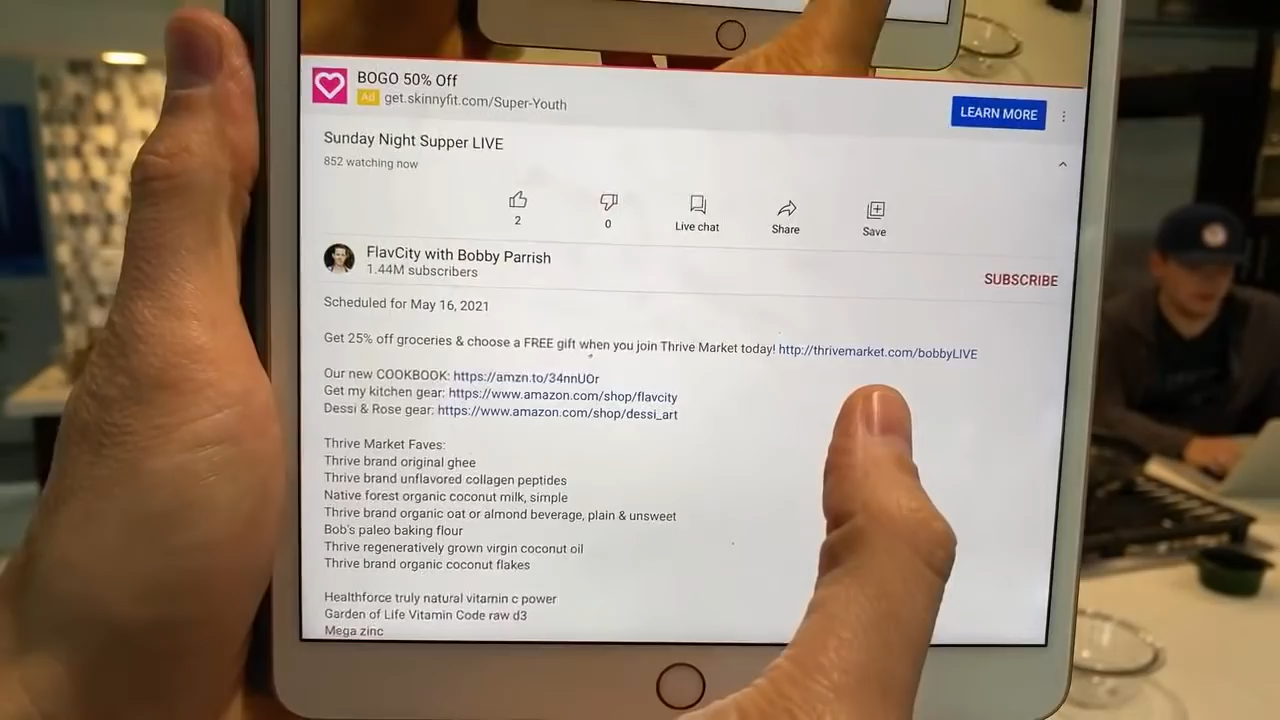 BOGO 50% Off
Ad get.skinnyfit.com/Super-Youth
LEARN MORE
Sunday Night Supper LIVE
852 watching now
2
0
Live chat
Share
Save
FlavCity with Bobby Parrish
1.44M subscribers
SUBSCRIBE
Scheduled for May 16, 2021
Get 25% off groceries & choose a FREE gift when you join Thrive Market today! http://thrivemarket.com/bobbyLIVE
Our new COOKBOOK: https://amzn.to/34nnUOr
Get my kitchen gear: https://www.amazon.com/shop/flavcity
Dessi & Rose gear: https://www.amazon.com/shop/dessi_art
Thrive Market Faves:
Thrive brand original ghee
Thrive brand unflavored collagen peptides
Native forest organic coconut milk, simple
Thrive brand organic oat or almond beverage, plain & unsweet
Bob's paleo baking flour
Thrive regeneratively grown virgin coconut oil
Thrive brand organic coconut flakes
Healthforce truly natural vitamin c power
Garden of Life Vitamin Code raw d3
Mega zinc